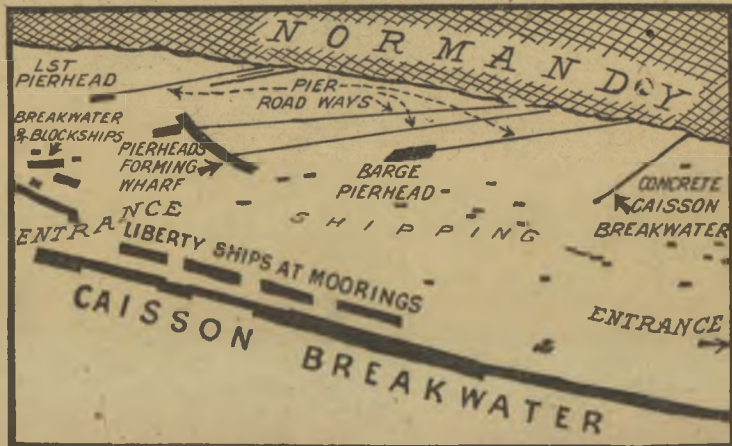 NORMANDY
LST
PIERHEAD
PIER
ROAD WAYS
BREAKWATER
& BLOCKSHIPS
PIERHEADS
FORMING
WHARF
BARGE
PIERHEAD
CONCRETE
CAISSON
BREAKWATER
SHIPPING
ENTRANCE
LIBERTY SHIPS AT MOORINGS
ENTRANCE
CAISSON BREAKWATER